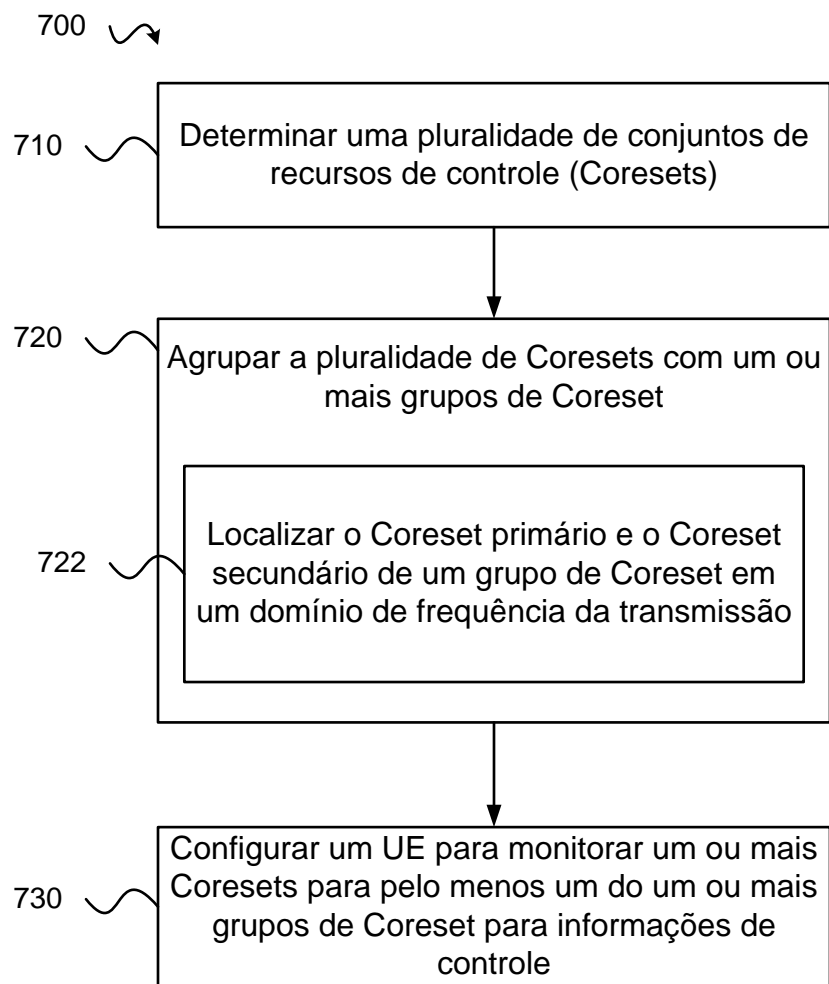 700
710
Determinar uma pluralidade de conjuntos de
recursos de controle (Coresets)
720
Agrupar a pluralidade de Coresets com um ou
mais grupos de Coreset
722
Localizar o Coreset primário e o Coreset
secundário de um grupo de Coreset em
um domínio de frequência da transmissão
730
Configurar um UE para monitorar um ou mais
Coresets para pelo menos um do um ou mais
grupos de Coreset para informações de
controle